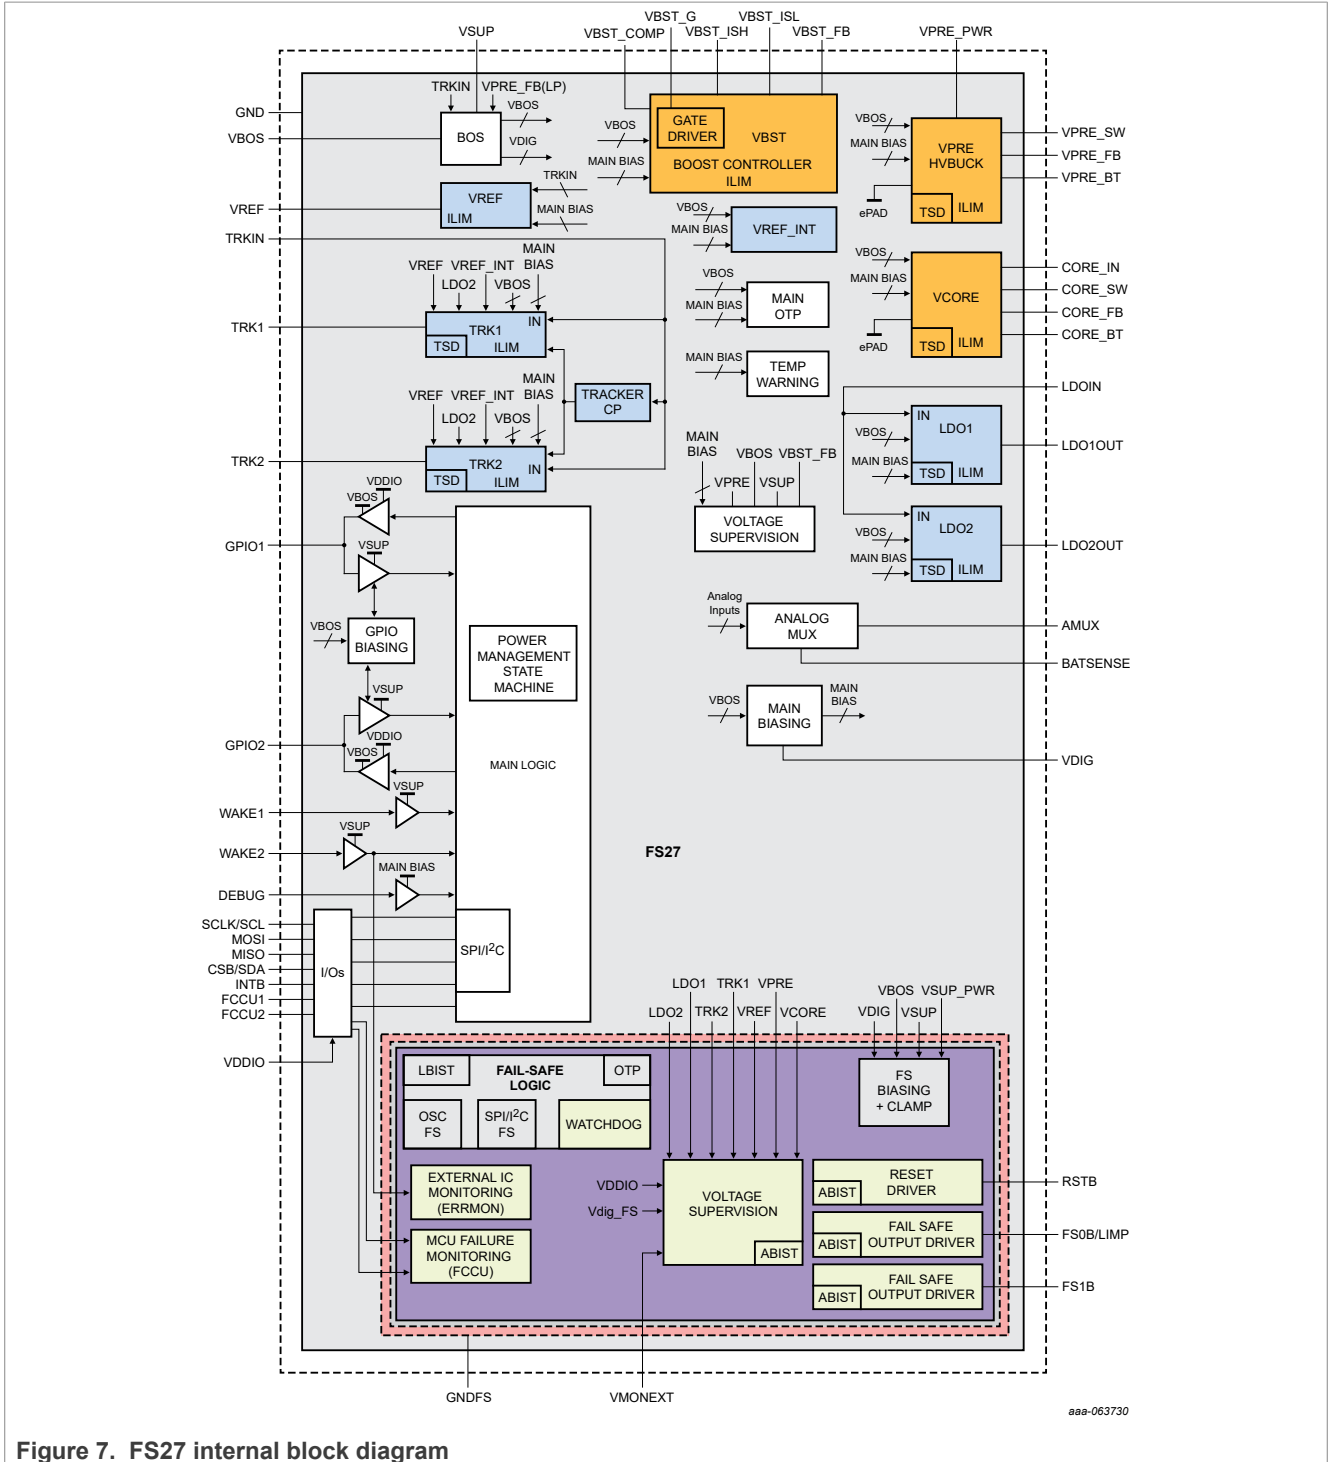 VBST_G
VBST_ISL
VSUP
VBST_COMP
VBST_ISH
VBST_FB
VPRE_PWR
GND
VBOS
TRKIN
VPRE_FB(LP)
BOS
VBOS
VDIG
VREF
VREF
ILIM
TRKIN
MAIN BIAS
TRKIN
VBOS
MAIN BIAS
GATE
DRIVER
VBST
BOOST CONTROLLER
ILIM
VBOS
MAIN BIAS
VREF_INT
VBOS
MAIN BIAS
ePAD
VPRE
HVBUCK
TSD
ILIM
VPRE_SW
VPRE_FB
VPRE_BT
VBOS
MAIN BIAS
ePAD
VCORE
TSD
ILIM
CORE_IN
CORE_SW
CORE_FB
CORE_BT
VREF
VREF_INT
MAIN
BIAS
LDO2
VBOS
TRK1
TRK1
IN
TSD
ILIM
VBOS
MAIN BIAS
MAIN
OTP
MAIN BIAS
TEMP
WARNING
TRACKER
CP
VREF
VREF_INT
MAIN
BIAS
LDO2
VBOS
TRK2
TRK2
IN
TSD
ILIM
LDOIN
IN
LDO1
VBOS
MAIN BIAS
TSD
ILIM
LDO1OUT
MAIN
BIAS
VBOS
VBST_FB
VPRE
VSUP
VOLTAGE
SUPERVISION
IN
LDO2
VBOS
MAIN BIAS
TSD
ILIM
LDO2OUT
VDDIO
VBOS
GPIO1
VSUP
VBOS
GPIO
BIASING
VSUP
GPIO2
VDDIO
VBOS
POWER
MANAGEMENT
STATE
MACHINE
MAIN LOGIC
Analog
Inputs
ANALOG
MUX
AMUX
BATSENSE
VBOS
MAIN
BIASING
MAIN
BIAS
VDIG
WAKE1
VSUP
WAKE2
VSUP
DEBUG
MAIN BIAS
FS27
SCLK/SCL
MOSI
MISO
CSB/SDA
INTB
FCCU1
FCCU2
I/Os
SPI/I2C
VDDIO
LDO1
TRK1
VPRE
LDO2
TRK2
VREF
VCORE
VBOS
VSUP_PWR
VDIG
VSUP
LBIST
FAIL-SAFE
LOGIC
OTP
OSC
FS
SPI/I2C
FS
WATCHDOG
FS
BIASING
+ CLAMP
EXTERNAL IC
MONITORING
(ERRMON)
MCU FAILURE
MONITORING
(FCCU)
VDDIO
Vdig_FS
VOLTAGE
SUPERVISION
ABIST
RESET
DRIVER
ABIST
RSTB
FAIL SAFE
OUTPUT DRIVER
ABIST
FS0B/LIMP
FAIL SAFE
OUTPUT DRIVER
ABIST
FS1B
GNDFS
VMONEXT
aaa-063730
Figure 7. FS27 internal block diagram